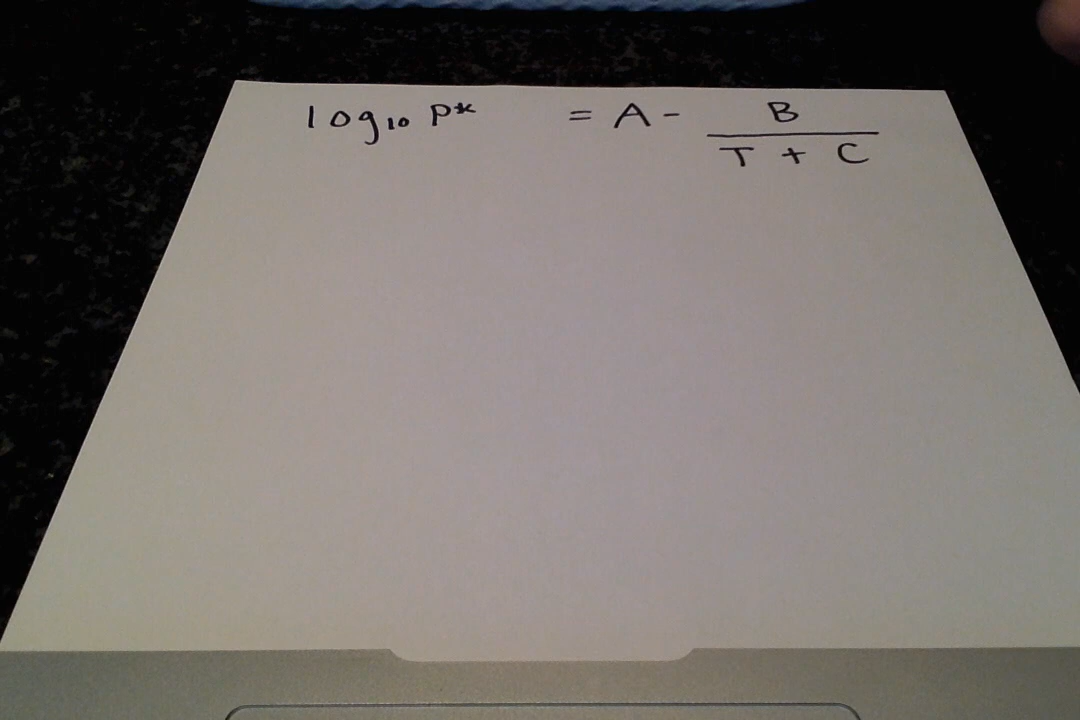 log₁₀ p* = A - B / (T + C)